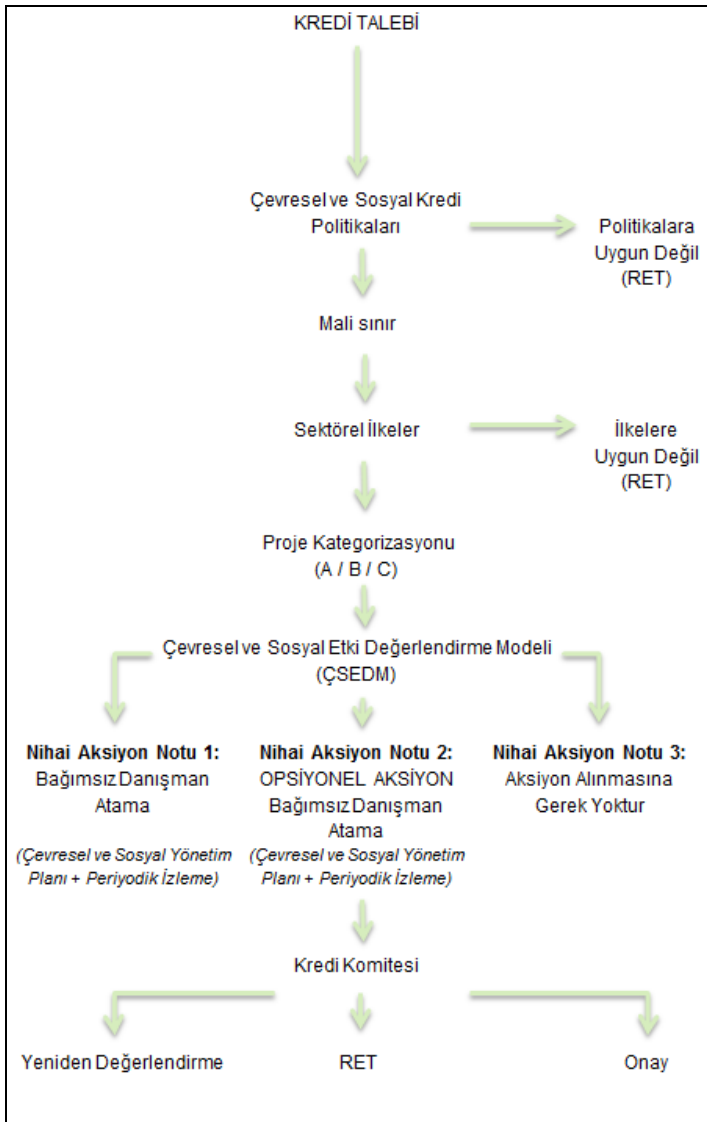 KREDİ TALEBİ
Çevresel ve Sosyal Kredi
Politikaları
Politikalara
Uygun Değil
(RET)
Mali sınır
Sektörel İlkeler
İlkelere
Uygun Değil
(RET)
Proje Kategorizasyonu
(A / B / C)
Çevresel ve Sosyal Etki Değerlendirme Modeli
(ÇSEDM)
Nihai Aksiyon Notu 1:
Bağımsız Danışman
Atama
(Çevresel ve Sosyal Yönetim
Planı + Periyodik İzleme)
Nihai Aksiyon Notu 2:
OPSİYONEL AKSİYON
Bağımsız Danışman
Atama
(Çevresel ve Sosyal Yönetim
Planı + Periyodik İzleme)
Nihai Aksiyon Notu 3:
Aksiyon Alınmasına
Gerek Yoktur
Kredi Komitesi
Yeniden Değerlendirme
RET
Onay